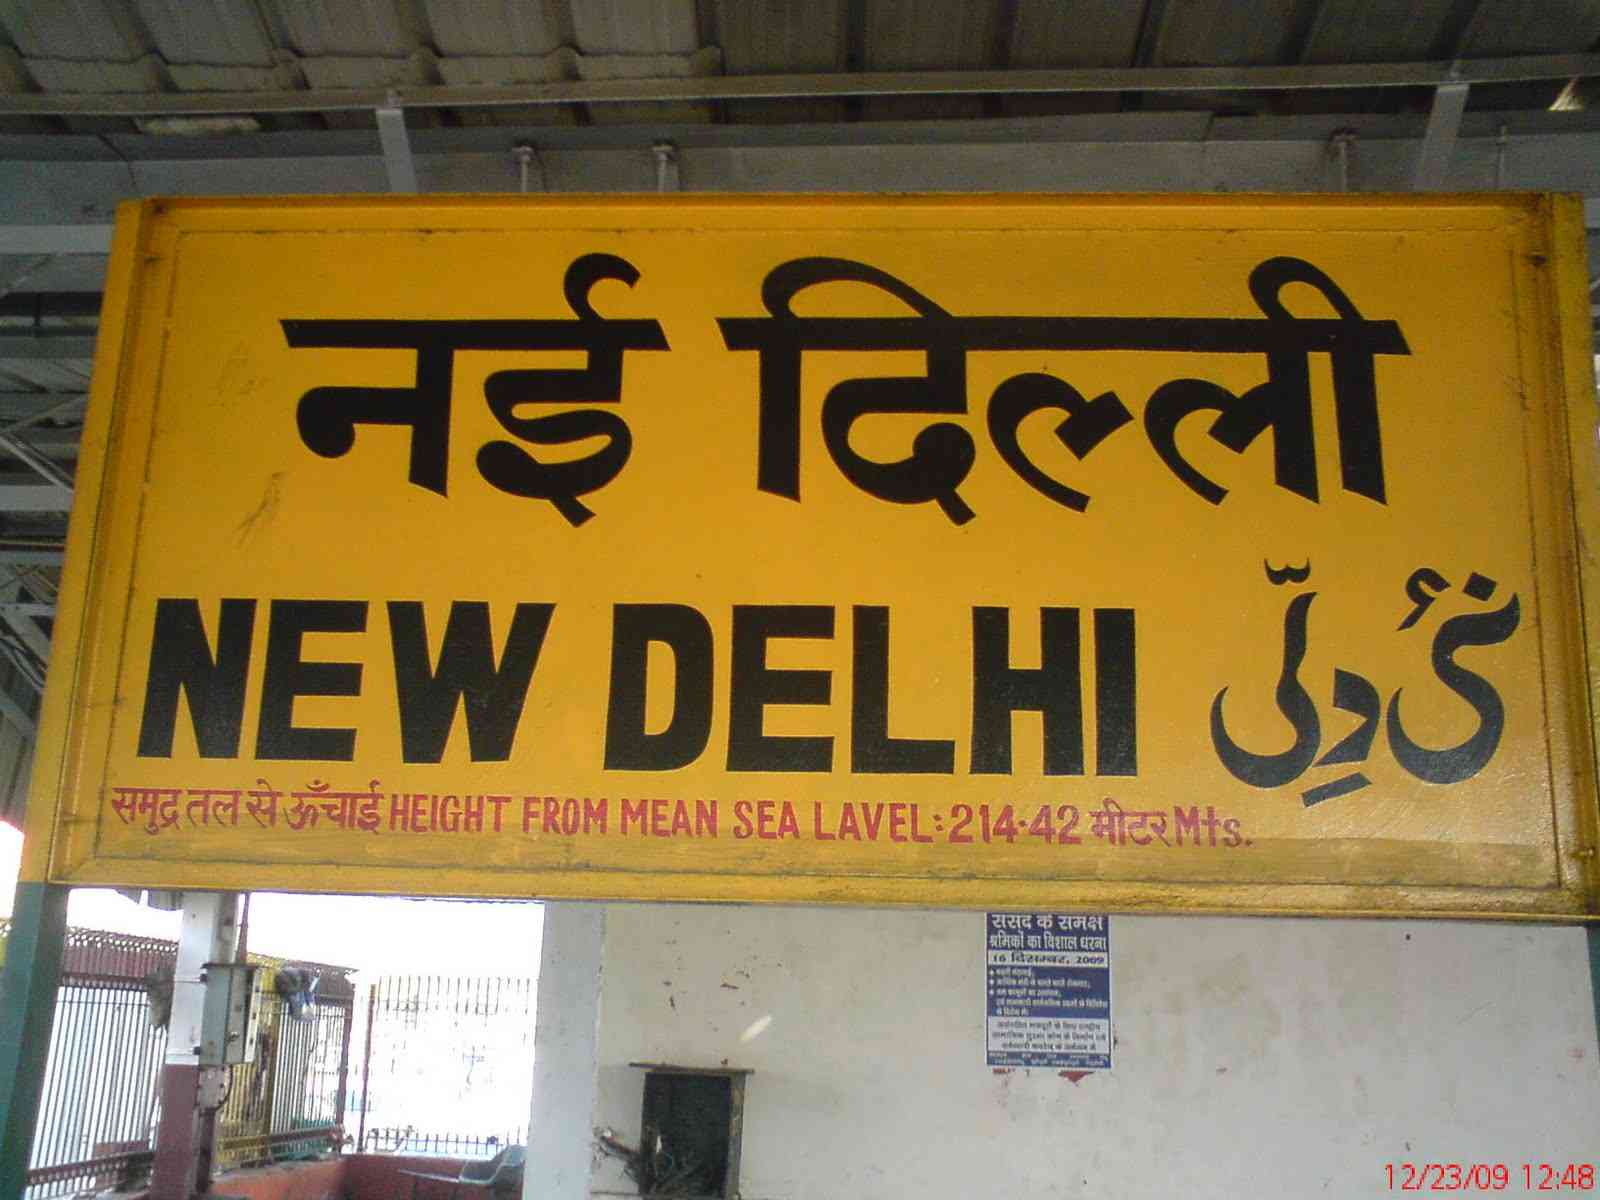 नई दिल्ली
NEW DELHI نئی دلّی
समुद्र तल से ऊँचाई HEIGHT FROM MEAN SEA LAVEL:214·42 मीटर Mts.
संसद के समक्ष
श्रमिकों का विशाल धरना
16 दिसम्बर, 2009
12/23/09 12:48